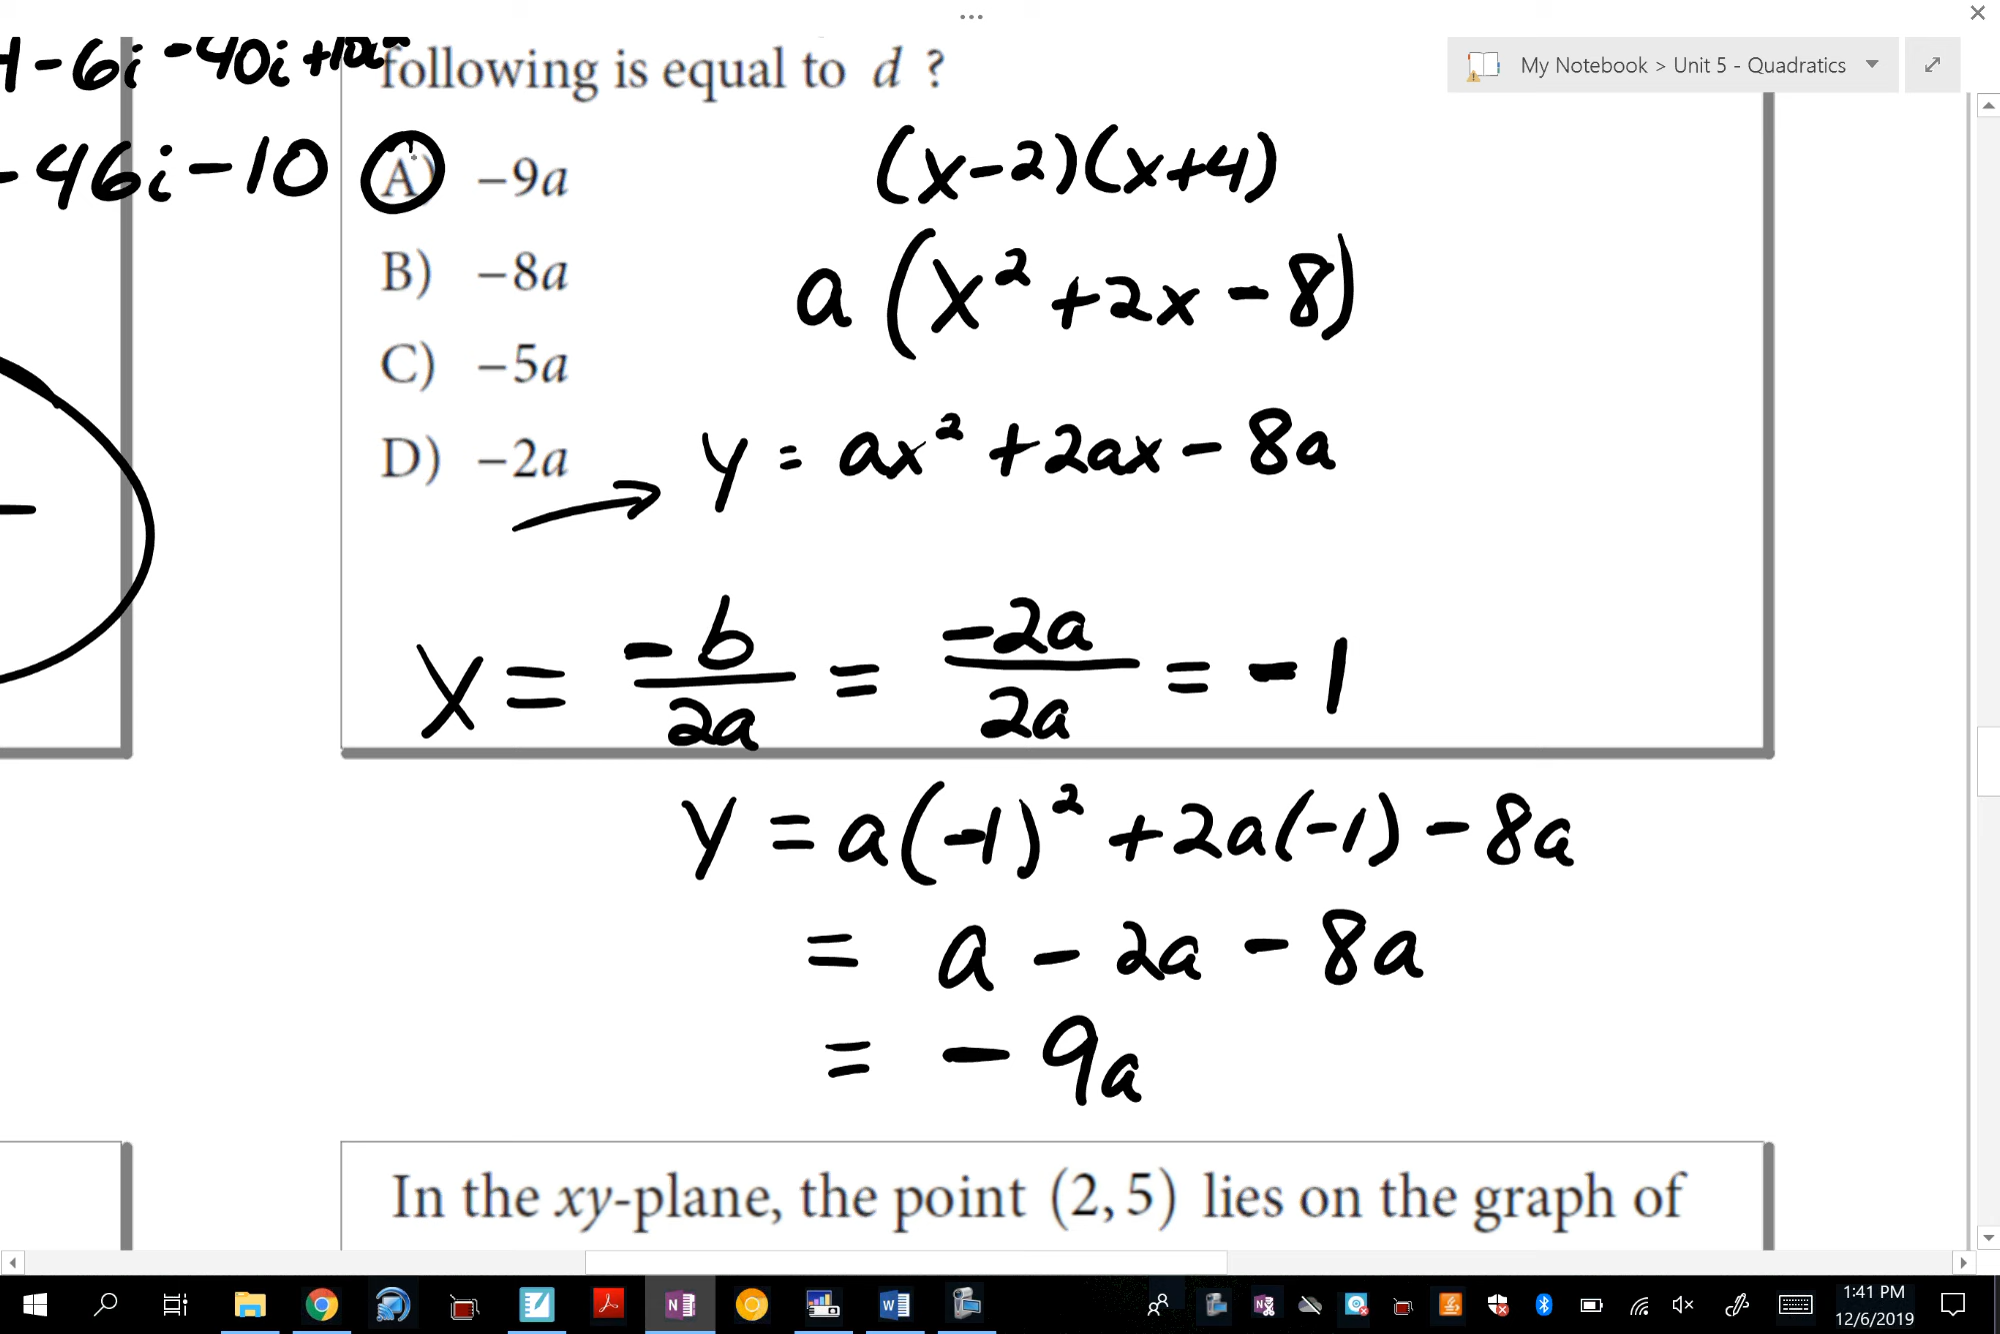 My Notebook > Unit 5 - Quadratics
-6i -40i +10i²
-46i -10
following is equal to d ?
A) −9a
B) −8a
C) −5a
D) −2a
(x-2)(x+4)
a (x² +2x -8)
y = ax² +2ax - 8a
x = -b/2a = -2a/2a = -1
y = a(-1)² +2a(-1) - 8a
= a - 2a - 8a
= - 9a
In the xy-plane, the point (2, 5) lies on the graph of
1:41 PM
12/6/2019